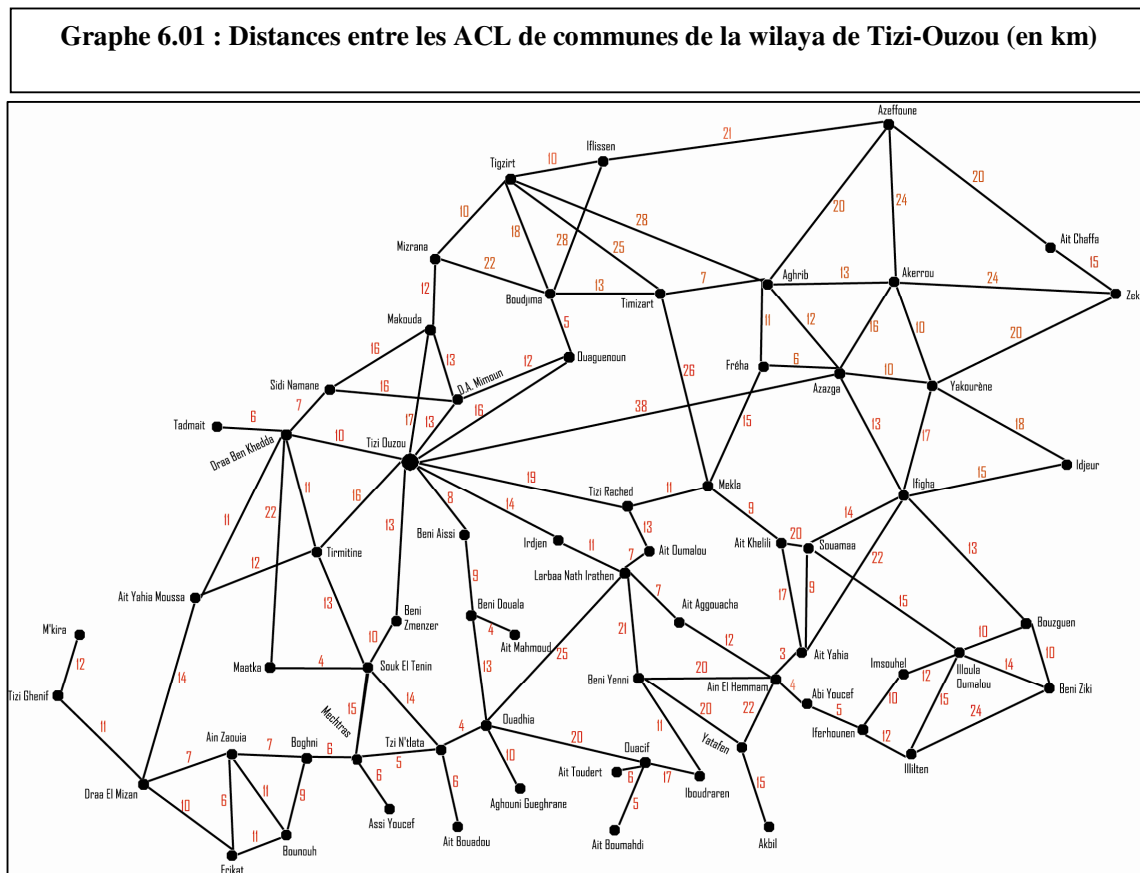 Graphe 6.01 : Distances entre les ACL de communes de la wilaya de Tizi-Ouzou (en km)
Azeffoune
21
Iflissen
10
Tigzirt
20
20
24
10
28
18
28
25
Ait Chaffa
Mizrana
22
15
7
Aghrib
13
Akerrou
24
Zek
12
Boudjima
13
Timizart
Makouda
5
11
12
16
10
20
16
13
12
Ouaguenoun
Fréha
6
26
10
Sidi Namane
16
D.A. Mimoun
Azazga
Yakourène
7
16
38
Tadmait
6
17
13
15
13
17
18
Draa Ben Khedda
10
Tizi Ouzou
Idjeur
19
15
8
14
Tizi Rached
11
Mekla
Ifigha
11
22
16
13
Beni Aissi
13
9
14
11
Irdjen
Ait Khelili
20
Souamaa
22
13
Tirmitine
11
7
Ait Oumalou
12
9
Larbaa Nath Irathen
17
9
15
Ait Yahia Moussa
13
7
Ait Aggouacha
10
Bouzguen
M'kira
Beni Zmenzer
Beni Douala
4
Ait Mahmoud
10
21
12
12
25
3
Ait Yahia
Imsouhel
12
Illoula Oumalou
14
10
Maatka
4
Souk El Tenin
13
20
Ain El Hemmam
4
Beni Ziki
Tizi Ghenif
14
Beni Yenni
Abi Youcef
10
15
24
15
14
20
22
5
Iferhounen
12
11
Mechtras
4
Ouadhia
11
Yatafen
Illilten
Ain Zaouia
7
Boghni
6
Tzi N'tlata
20
7
5
10
Ouacif
Ait Toudert
6
17
Iboudraren
15
Draa El Mizan
6
11
9
6
6
Aghouni Gueghrane
5
10
Assi Youcef
11
Bounouh
Ait Bouadou
Ait Boumahdi
Akbil
Frikat